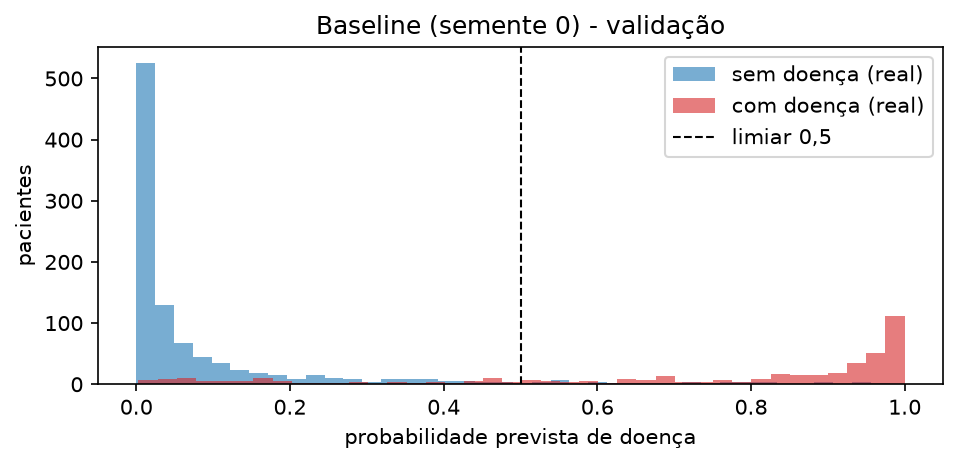 Baseline (semente 0) - validação
sem doença (real)
com doença (real)
limiar 0,5
pacientes
500
400
300
200
100
0
0.0 0.2 0.4 0.6 0.8 1.0
probabilidade prevista de doença